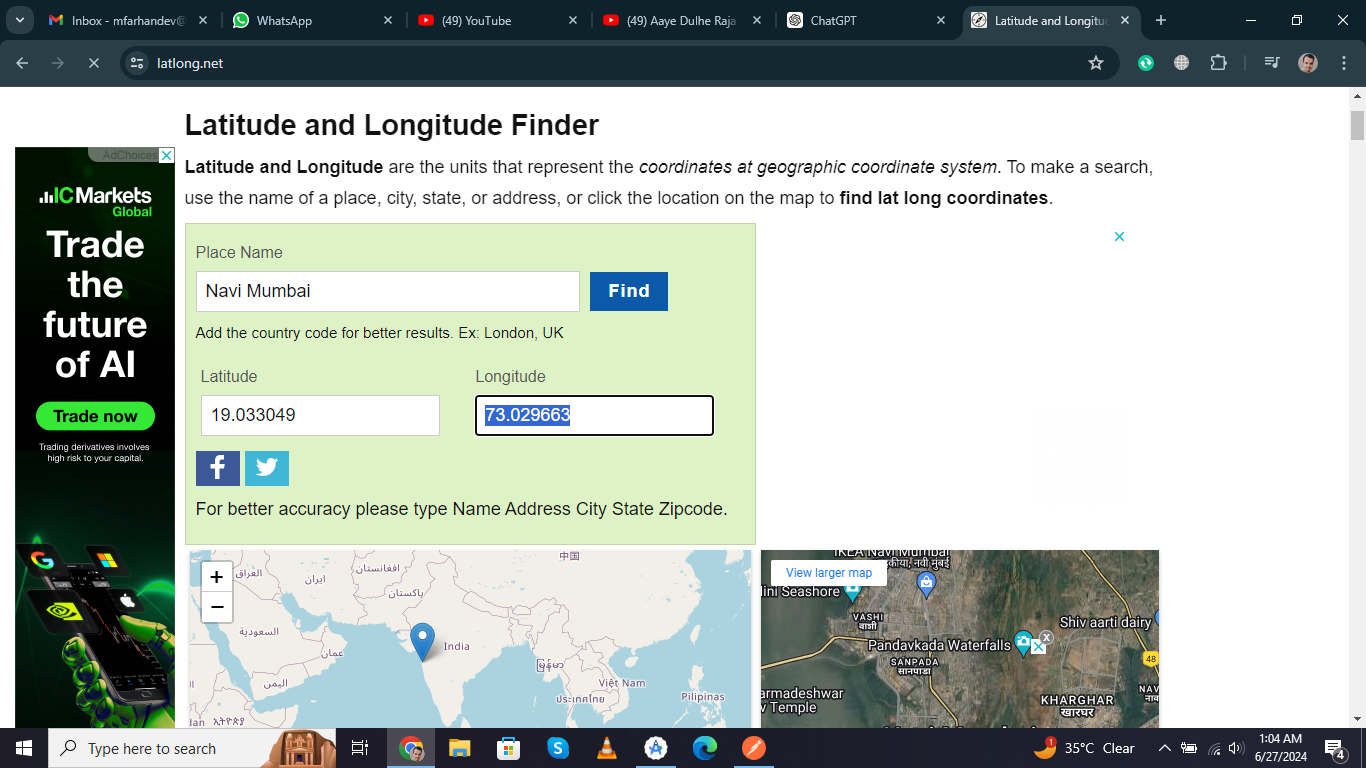 Inbox - mfarhandev@
WhatsApp
(49) YouTube
(49) Aaye Dulhe Raja
ChatGPT
Latitude and Longitu
latlong.net
Latitude and Longitude Finder
Latitude and Longitude are the units that represent the coordinates at geographic coordinate system. To make a search,
use the name of a place, city, state, or address, or click the location on the map to find lat long coordinates.
AdChoices
IC Markets
Global
Trade
the
future
of AI
Trade now
Trading derivatives involves
high risk to your capital.
Place Name
Navi Mumbai
Find
Add the country code for better results. Ex: London, UK
Latitude
Longitude
19.033049
73.029663
For better accuracy please type Name Address City State Zipcode.
+
−
中国
افغانستان
العراق
ایران
پاکستان
السعودية
عمان
India
اليمن
မြန်မာ
Việt Nam
ประเทศไทย
Pilipinas
dan
ኢትዮጵያ
IKEA Navi Mumbai
कीया, नवी मुंबई
View larger map
ini Seashore
VASHI
वाशी
Shiv aarti dairy
Pandavkada Waterfalls
SANPADA
सानपाडा
48
armadeshwar
v Temple
KHARGHAR
खारघर
NAV
Type here to search
1
35°C Clear
1:04 AM
6/27/2024
4